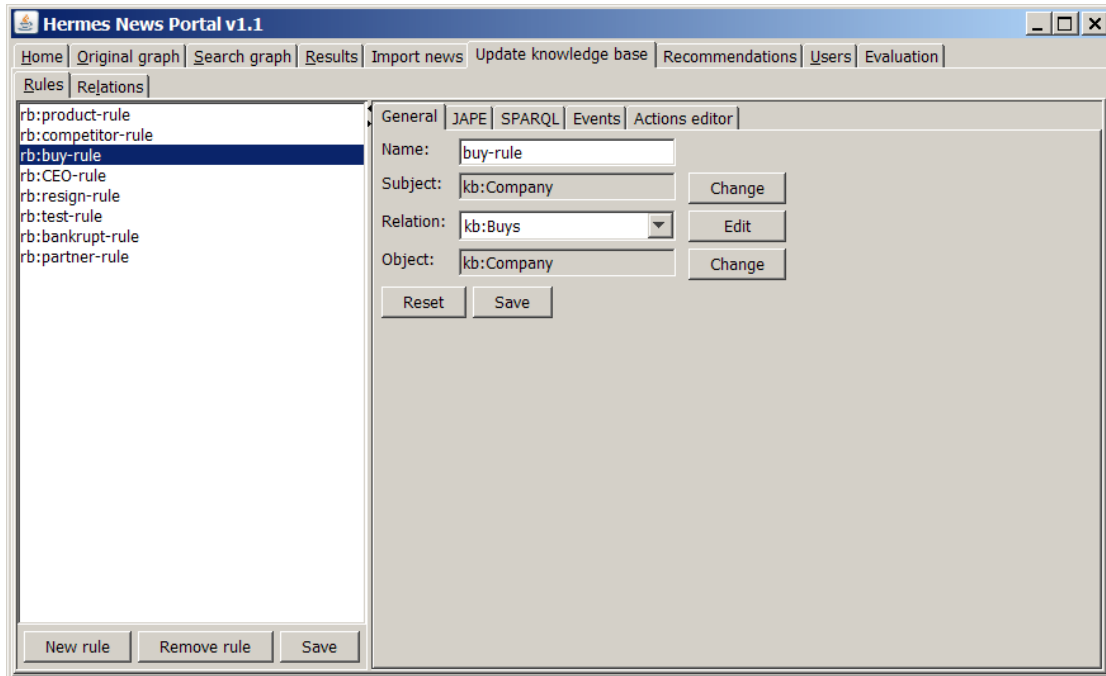 Hermes News Portal v1.1
Home Original graph Search graph Results Import news Update knowledge base Recommendations Users Evaluation
Rules Relations
rb:product-rule
rb:competitor-rule
rb:buy-rule
rb:CEO-rule
rb:resign-rule
rb:test-rule
rb:bankrupt-rule
rb:partner-rule
New rule Remove rule Save
General JAPE SPARQL Events Actions editor
Name: buy-rule
Subject: kb:Company Change
Relation: kb:Buys Edit
Object: kb:Company Change
Reset Save